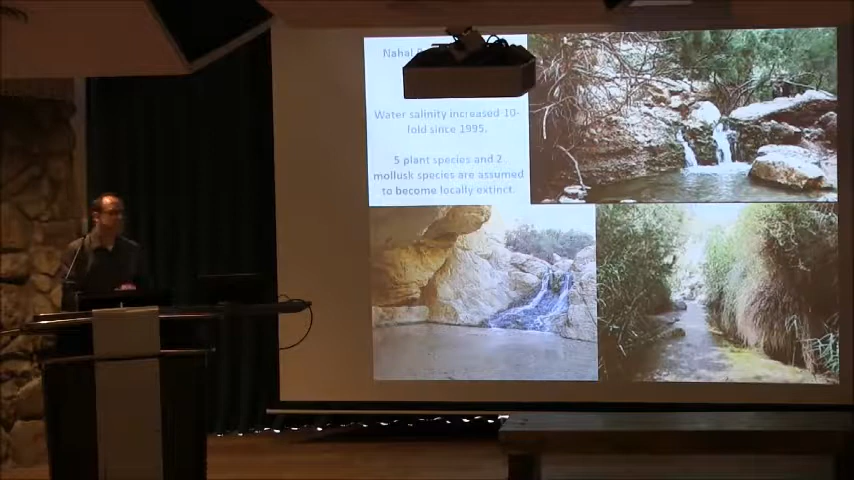 Nahal
Water salinity increased 10-
fold since 1995.
5 plant species and 2
mollusk species are assumed
to become locally extinct.